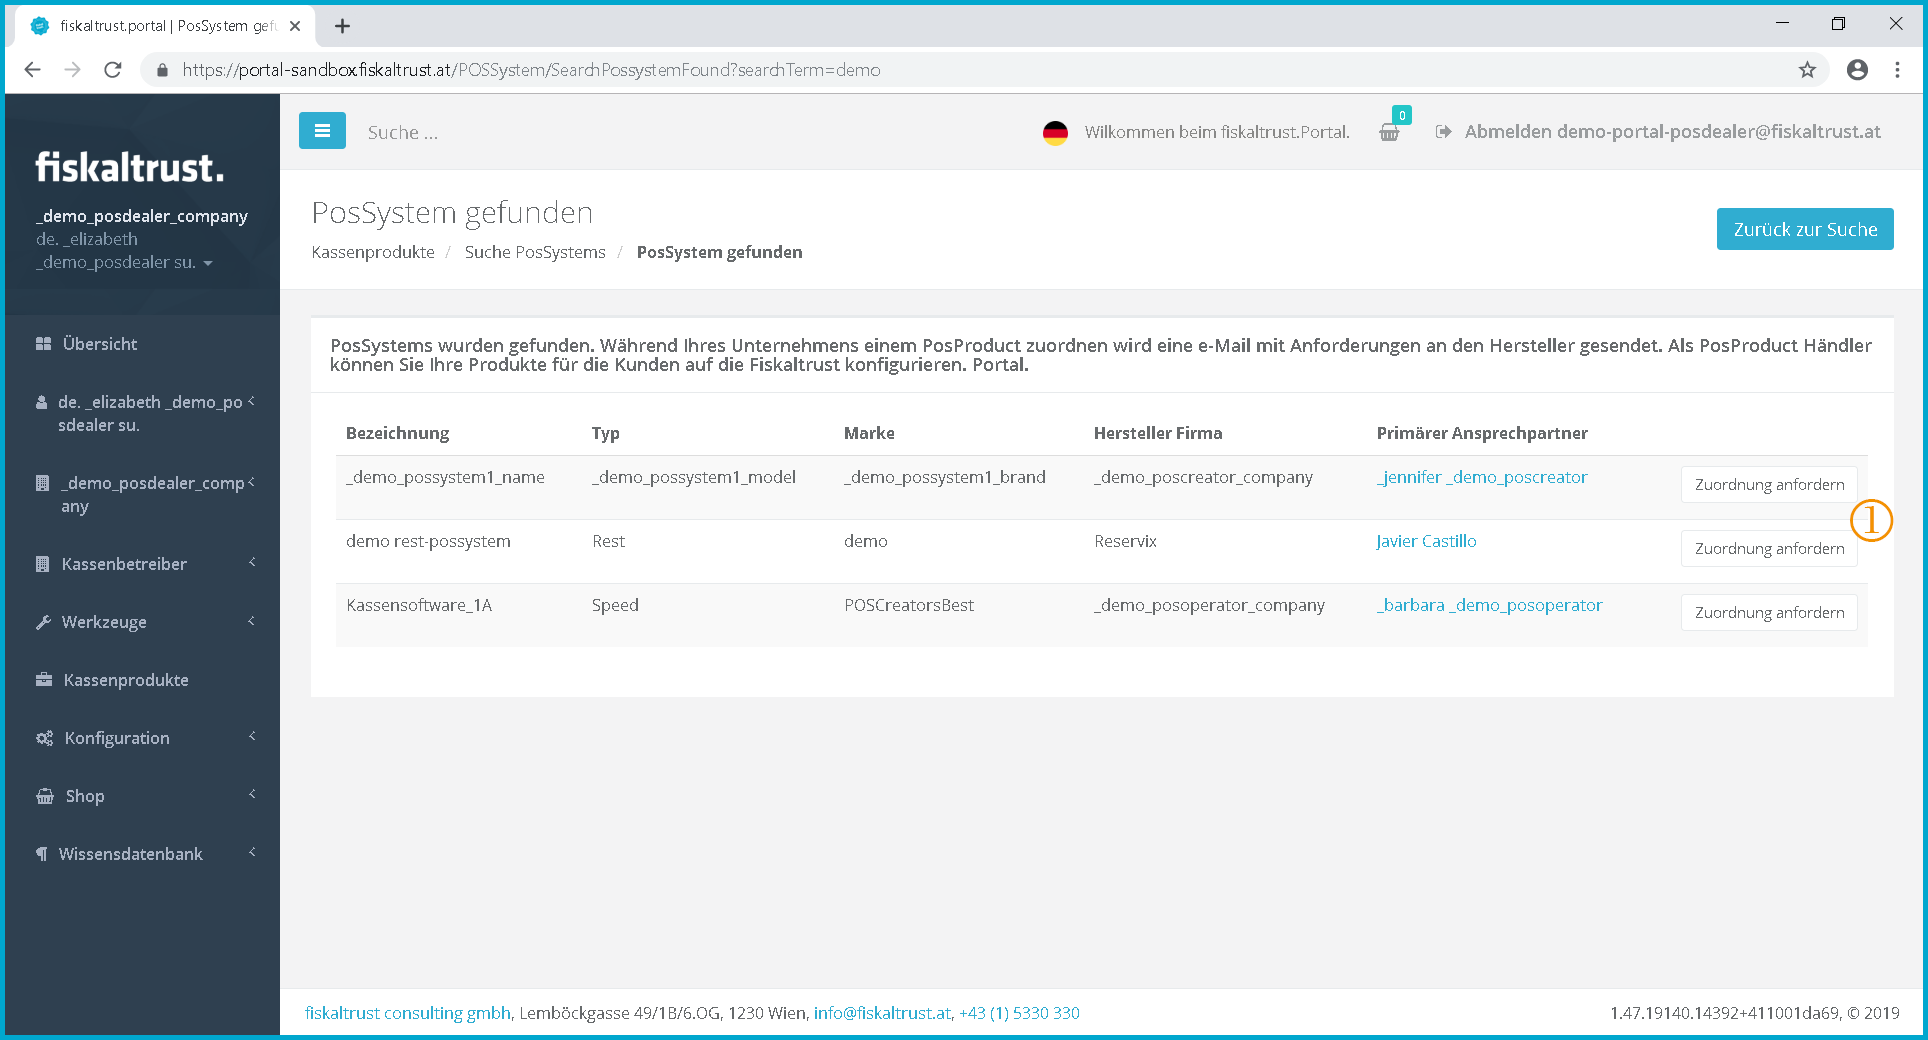 fiskaltrust.portal | PosSystem gef
https://portal-sandbox.fiskaltrust.at/POSSystem/SearchPossystemFound?searchTerm=demo
fiskaltrust.
_demo_posdealer_company
de. _elizabeth
_demo_posdealer su.
Übersicht
de. _elizabeth _demo_po
sdealer su.
_demo_posdealer_comp
any
Kassenbetreiber
Werkzeuge
Kassenprodukte
Konfiguration
Shop
Wissensdatenbank
Suche ...
Wilkommen beim fiskaltrust.Portal.
0
Abmelden demo-portal-posdealer@fiskaltrust.at
PosSystem gefunden
Kassenprodukte / Suche PosSystems / PosSystem gefunden
Zurück zur Suche
PosSystems wurden gefunden. Während Ihres Unternehmens einem PosProduct zuordnen wird eine e-Mail mit Anforderungen an den Hersteller gesendet. Als PosProduct Händler
können Sie Ihre Produkte für die Kunden auf die Fiskaltrust konfigurieren. Portal.
Bezeichnung Typ Marke Hersteller Firma Primärer Ansprechpartner
_demo_possystem1_name _demo_possystem1_model _demo_possystem1_brand _demo_poscreator_company _jennifer _demo_poscreator Zuordnung anfordern
1
demo rest-possystem Rest demo Reservix Javier Castillo Zuordnung anfordern
Kassensoftware_1A Speed POSCreatorsBest _demo_posoperator_company _barbara _demo_posoperator Zuordnung anfordern
fiskaltrust consulting gmbh, Lemböckgasse 49/1B/6.OG, 1230 Wien, info@fiskaltrust.at, +43 (1) 5330 330
1.47.19140.14392+411001da69, © 2019